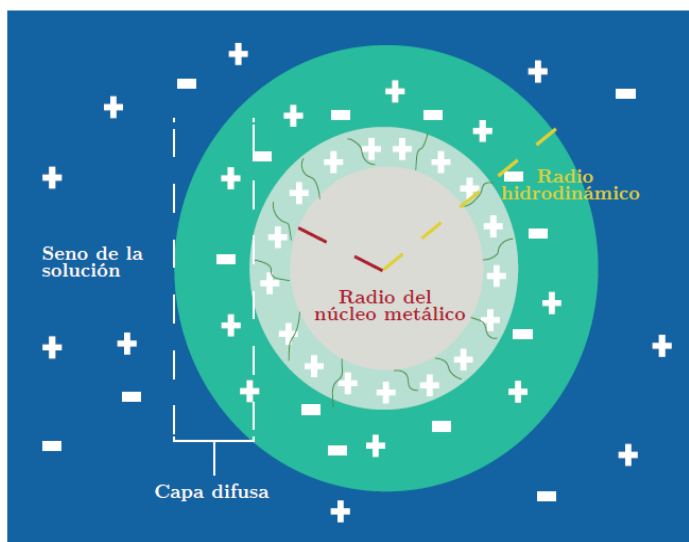 Radio
hidrodinámico
Seno de la
solución
Radio del
núcleo metálico
Capa difusa